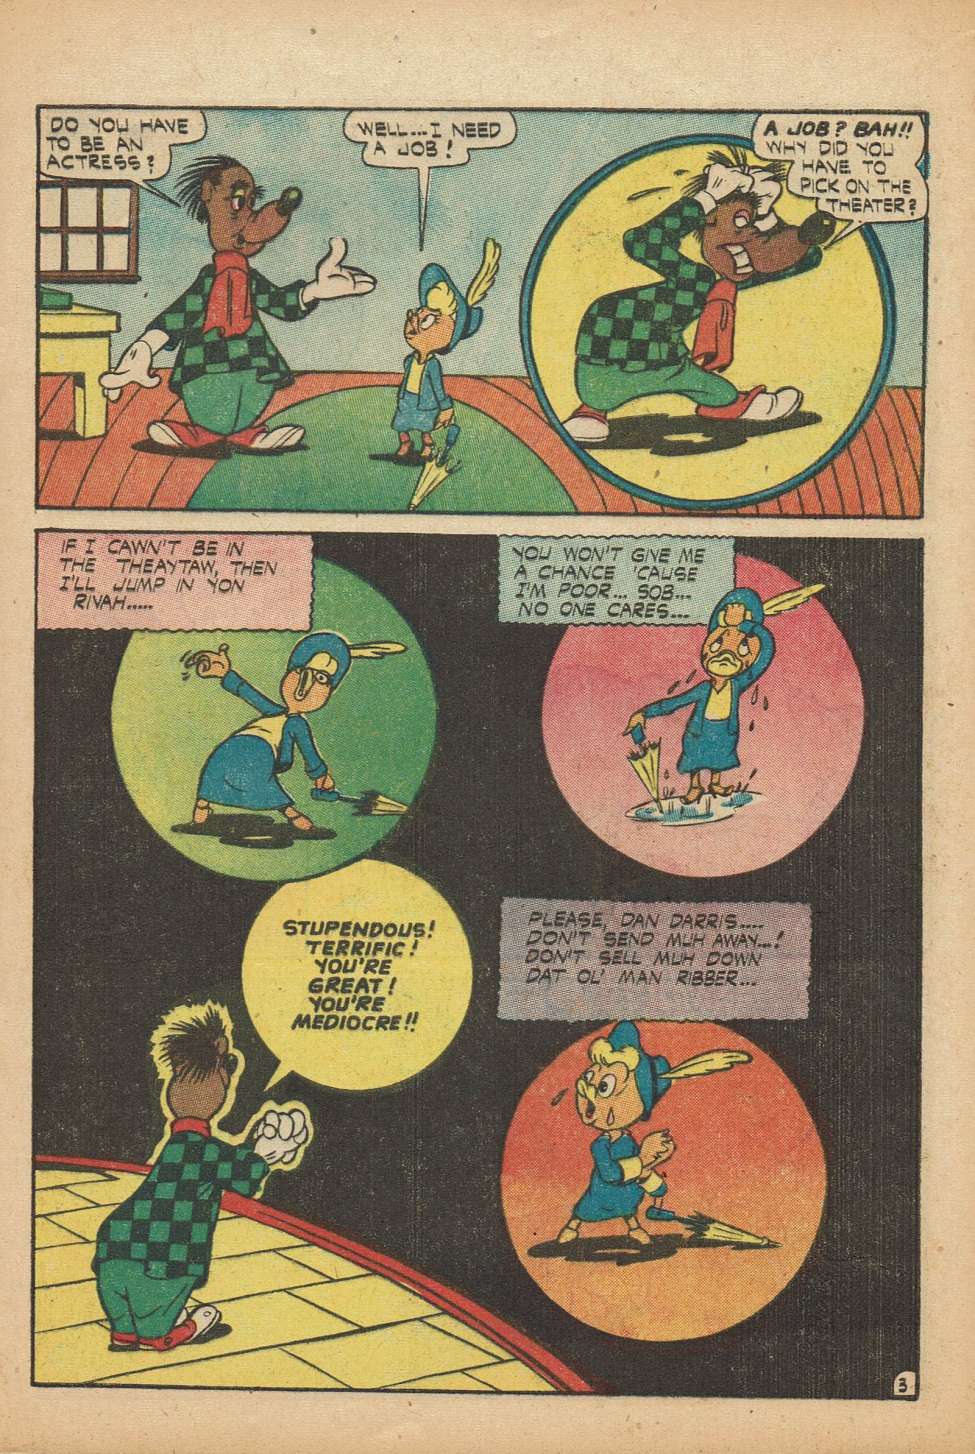 DO YOU HAVE
TO BE AN
ACTRESS?
WELL...I NEED
A JOB!
A JOB? BAH!!
WHY DID YOU
HAVE TO
PICK ON THE
THEATER?
IF I CAWN'T BE IN
THE THEAYTAW, THEN
I'LL JUMP IN YON
RIVAH.....
YOU WON'T GIVE ME
A CHANCE 'CAUSE
I'M POOR... SOB...
NO ONE CARES....
STUPENDOUS!
TERRIFIC!
YOU'RE
GREAT!
YOU'RE
MEDIOCRE!!
PLEASE, DAN DARRIS....
DON'T SEND MUH AWAY...!
DON'T SELL MUH DOWN
DAT OL' MAN RIBBER...
3